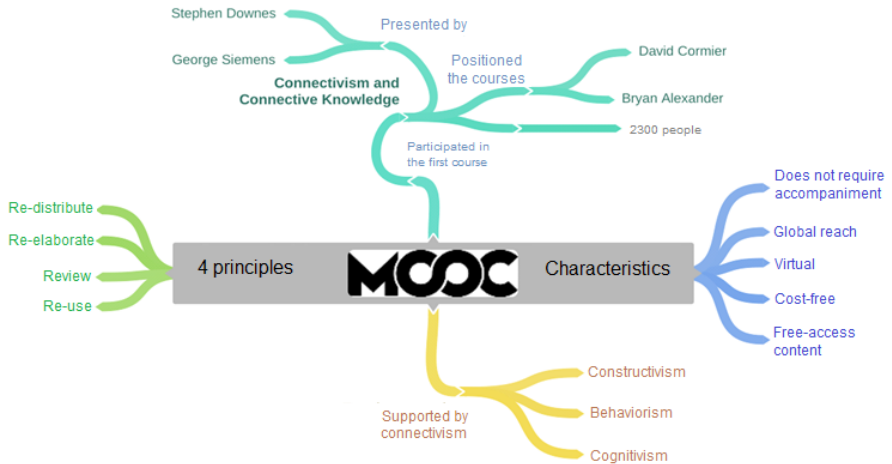 Stephen Downes
George Siemens
Presented by
Connectivism and
Connective Knowledge
Positioned
the courses
David Cormier
Bryan Alexander
2300 people
Participated in
the first course
Re-distribute
Re-elaborate
Review
Re-use
4 principles
MOOC
Characteristics
Does not require
accompaniment
Global reach
Virtual
Cost-free
Free-access
content
Supported by
connectivism
Constructivism
Behaviorism
Cognitivism